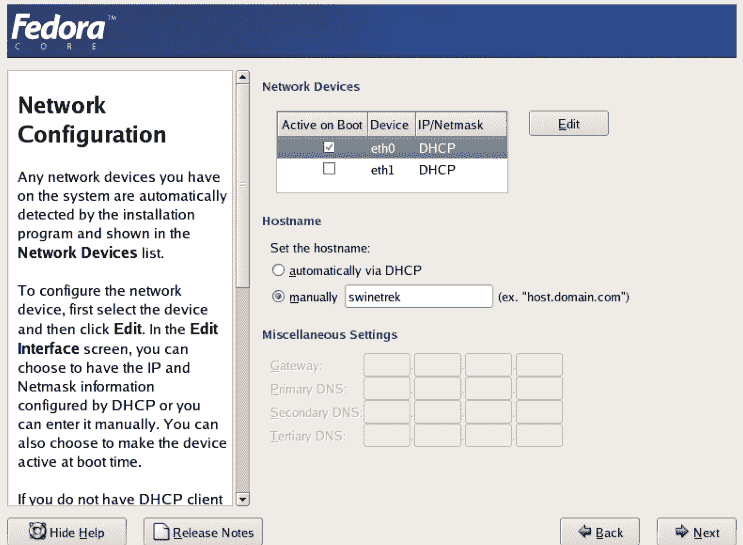 Fedora™
CORE
Network
Configuration
Any network devices you have
on the system are automatically
detected by the installation
program and shown in the
Network Devices list.
To configure the network
device, first select the device
and then click Edit. In the Edit
Interface screen, you can
choose to have the IP and
Netmask information
configured by DHCP or you
can enter it manually. You can
also choose to make the device
active at boot time.
If you do not have DHCP client
Network Devices
Active on Boot Device IP/Netmask
eth0 DHCP
eth1 DHCP
Edit
Hostname
Set the hostname:
automatically via DHCP
manually swinetrek (ex. "host.domain.com")
Miscellaneous Settings
Gateway:
Primary DNS:
Secondary DNS:
Tertiary DNS:
Hide Help Release Notes Back Next